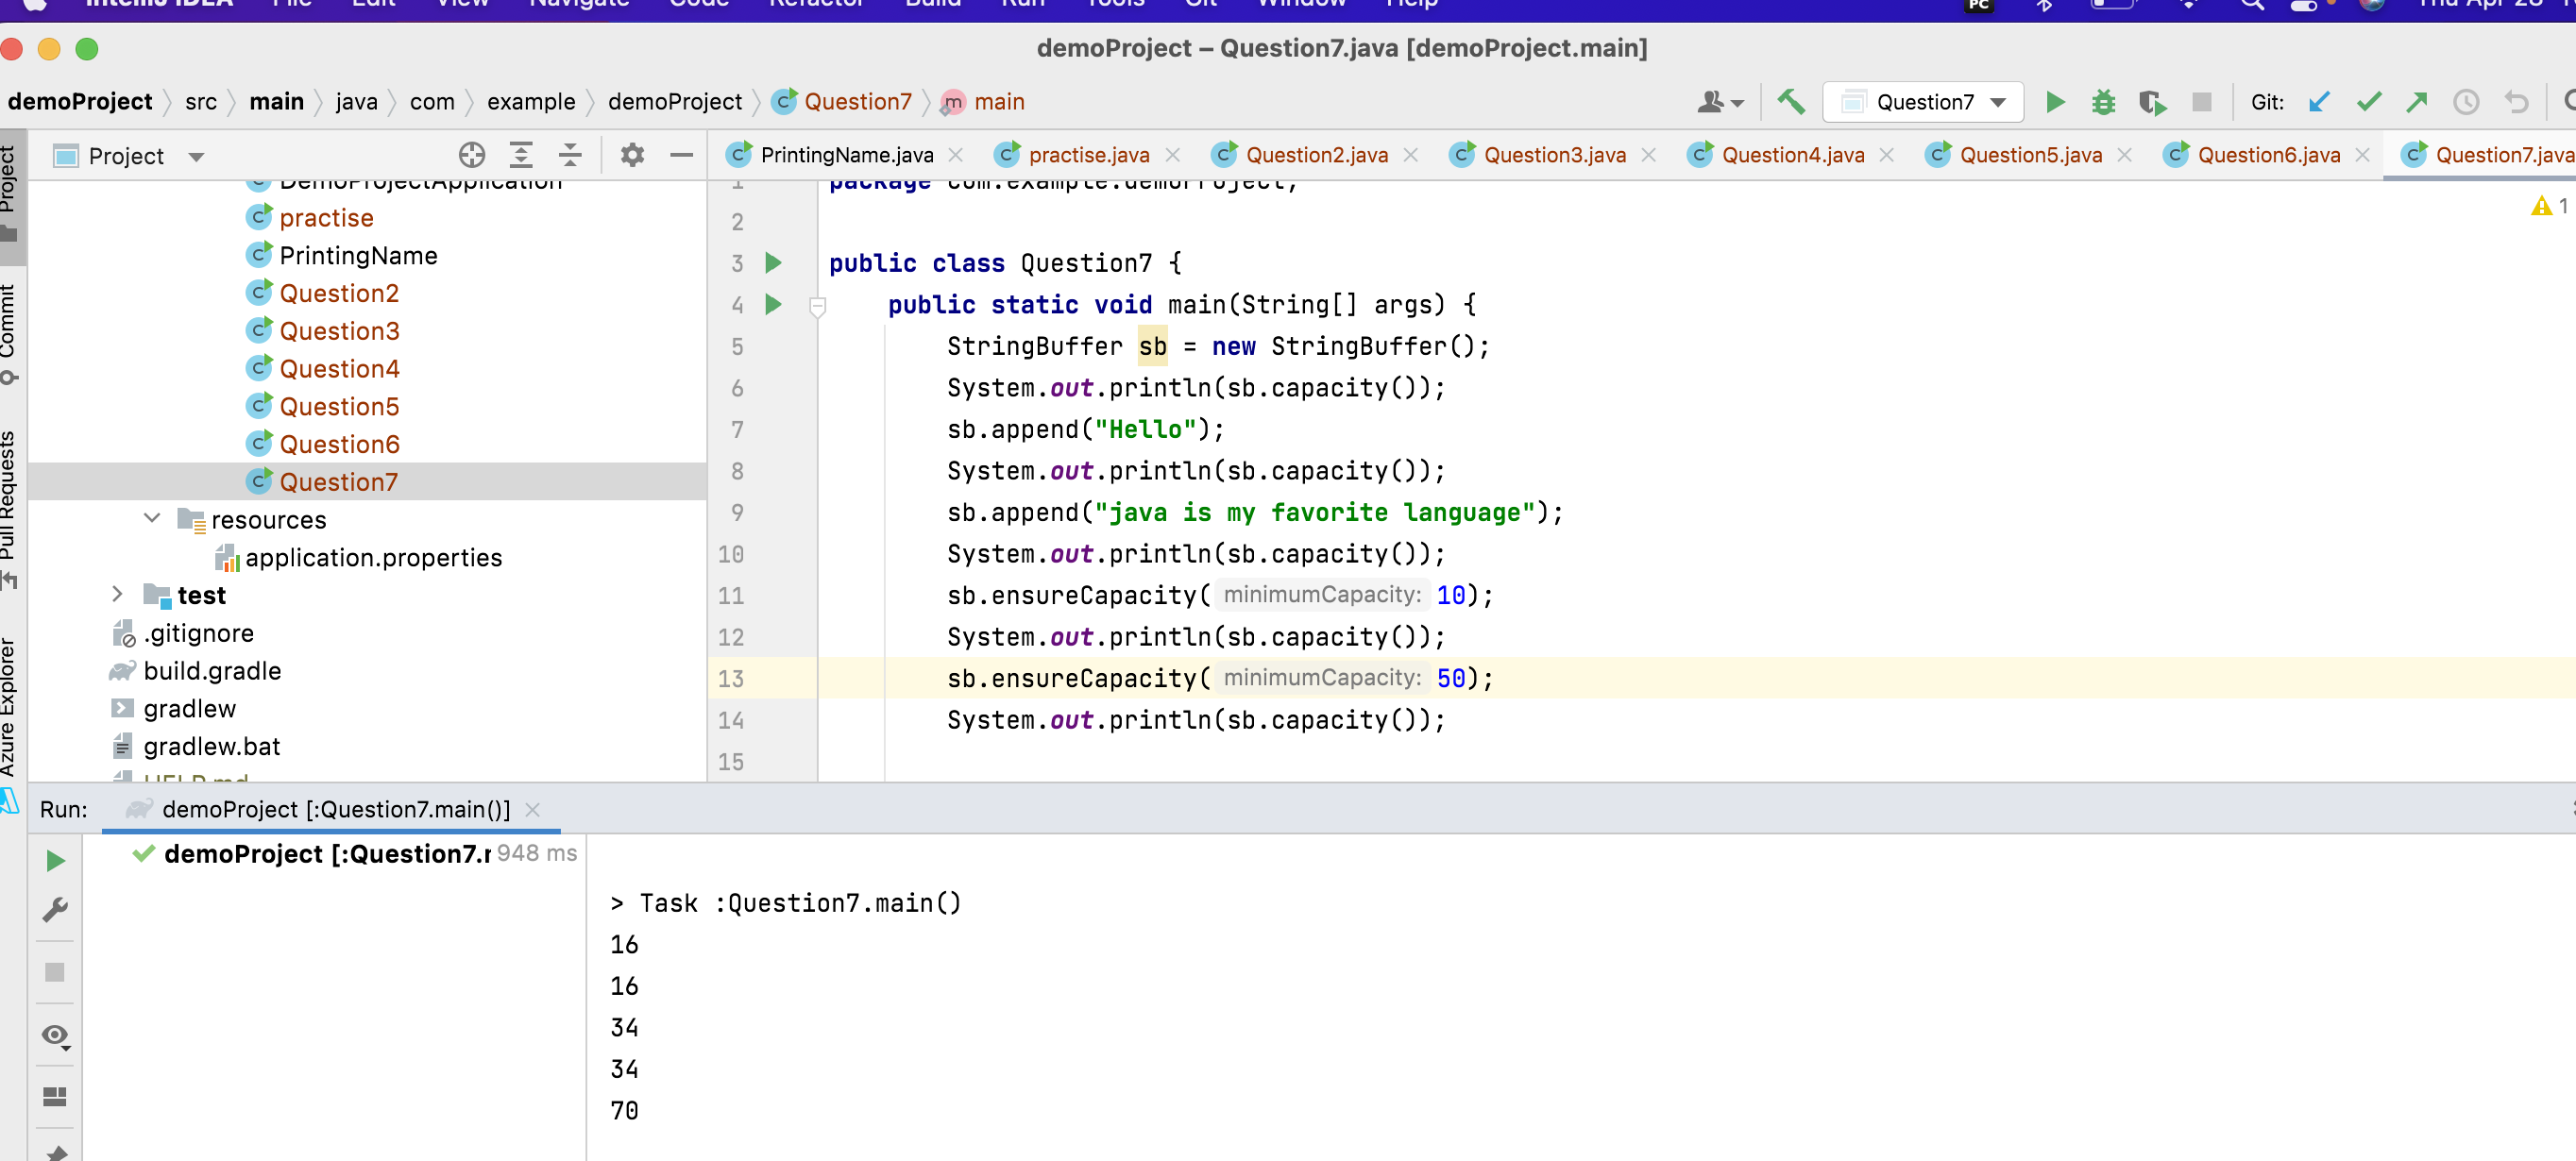 IntelliJ IDEA File Edit View Navigate Code Refactor Build Run Tools Git Window Help PC Thu Apr 28
demoProject – Question7.java [demoProject.main]
demoProject src main java com example demoProject C Question7 m main Question7 Git:
Project
C PrintingName.java C practise.java C Question2.java C Question3.java C Question4.java C Question5.java C Question6.java C Question7.java
Project
Commit
Pull Requests
Azure Explorer
DemoProjectApplication
C practise
C PrintingName
C Question2
C Question3
C Question4
C Question5
C Question6
C Question7
resources
application.properties
test
.gitignore
build.gradle
gradlew
gradlew.bat
HELP.md
1 package com.example.demoProject;
2
3 public class Question7 {
4 public static void main(String[] args) {
5 StringBuffer sb = new StringBuffer();
6 System.out.println(sb.capacity());
7 sb.append("Hello");
8 System.out.println(sb.capacity());
9 sb.append("java is my favorite language");
10 System.out.println(sb.capacity());
11 sb.ensureCapacity( minimumCapacity: 10);
12 System.out.println(sb.capacity());
13 sb.ensureCapacity( minimumCapacity: 50);
14 System.out.println(sb.capacity());
15
1
Run: demoProject [:Question7.main()]
demoProject [:Question7.r 948 ms
> Task :Question7.main()
16
16
34
34
70